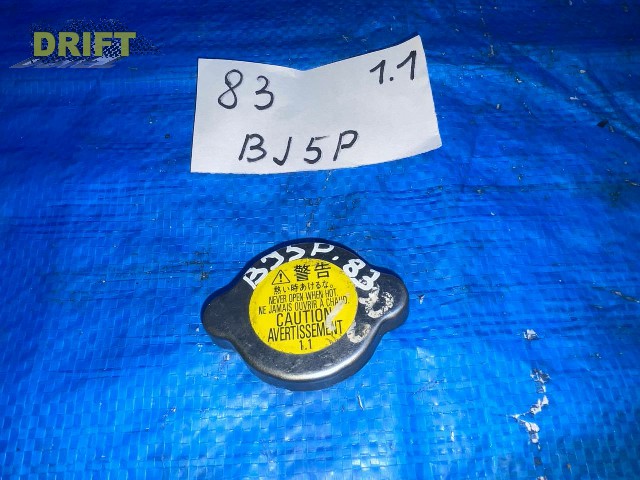 DRIFT
83 1.1
BJ5P
BJ5P.83
警告
熱い時あけるな。
NEVER OPEN WHEN HOT.
NE JAMAIS OUVRIR À CHAUD.
CAUTION
AVERTISSEMENT
1.1